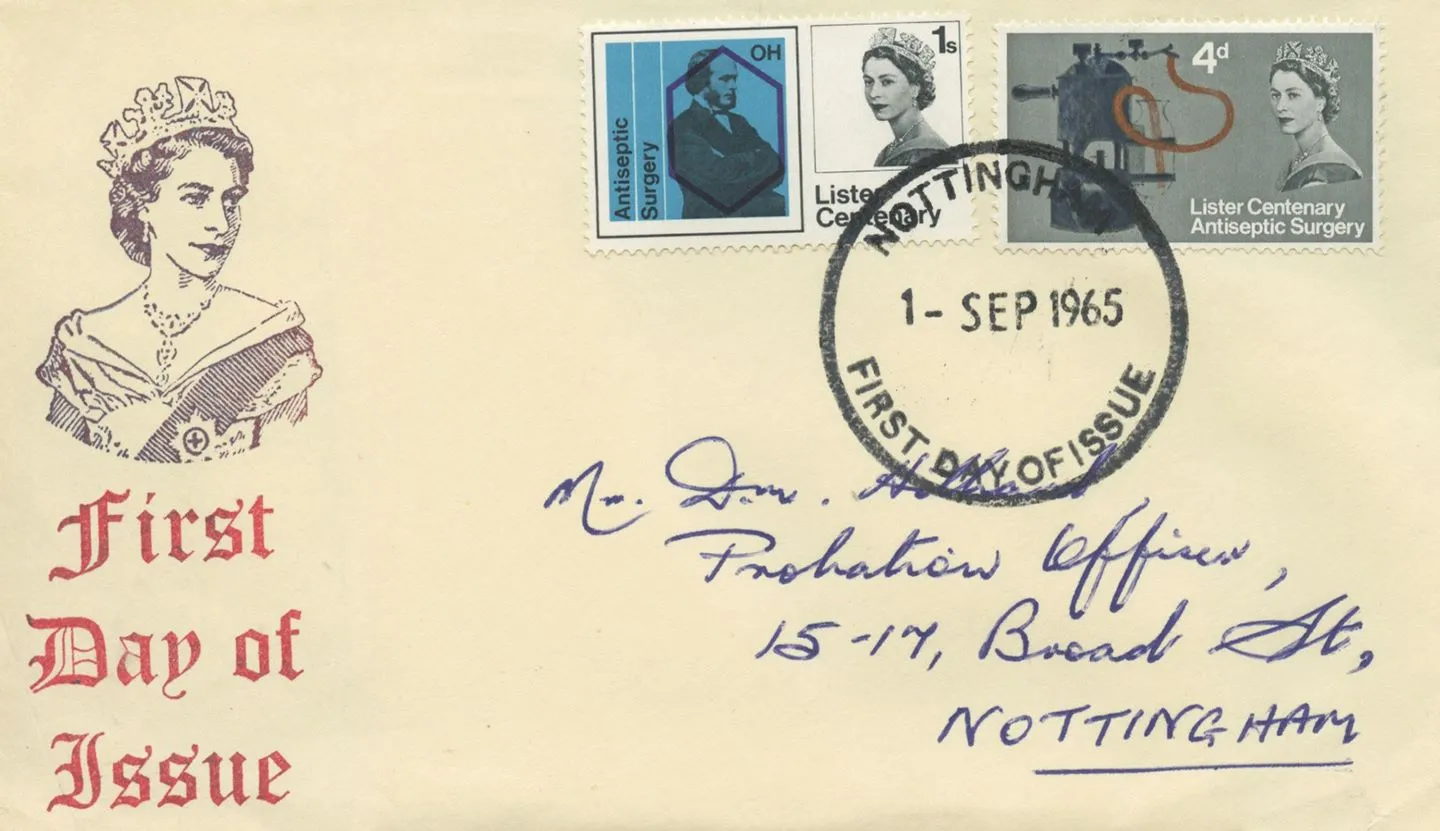 Antiseptic
Surgery
OH
1s
Lister
Centenary
4d
Lister Centenary
Antiseptic Surgery
NOTTINGHAM
1- SEP 1965
FIRST DAY OF ISSUE
First
Day of
Issue
Mr. D.M.
Probation Officer,
15-17, Broad St,
NOTTINGHAM